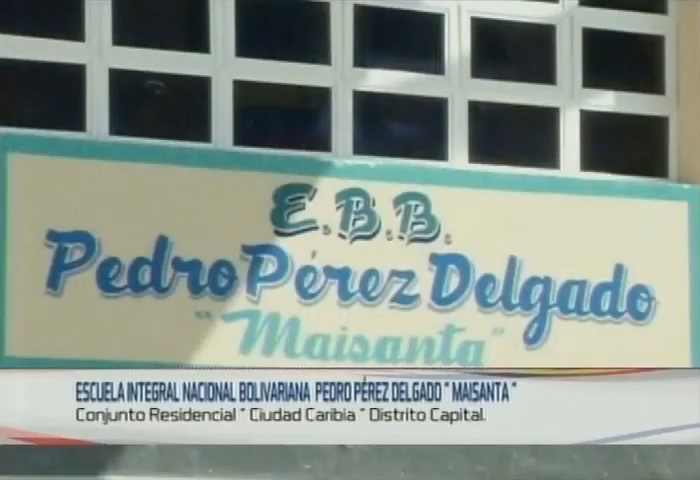 E.B.B.
Pedro Pérez Delgado
"Maisanta"
ESCUELA INTEGRAL NACIONAL BOLIVARIANA PEDRO PÉREZ DELGADO " MAISANTA "
Conjunto Residencial " Ciudad Caribia " Distrito Capital.